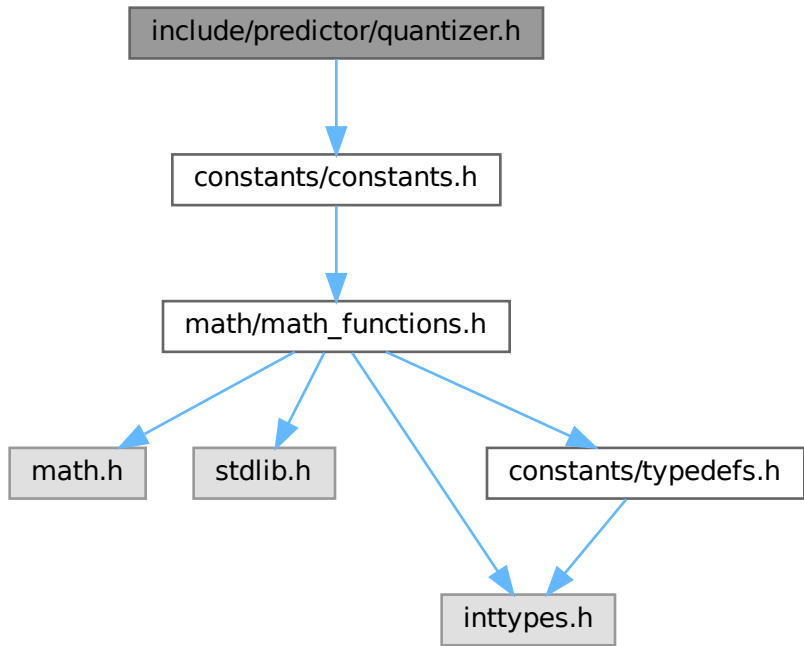 include/predictor/quantizer.h
constants/constants.h
math/math_functions.h
math.h
stdlib.h
constants/typedefs.h
inttypes.h